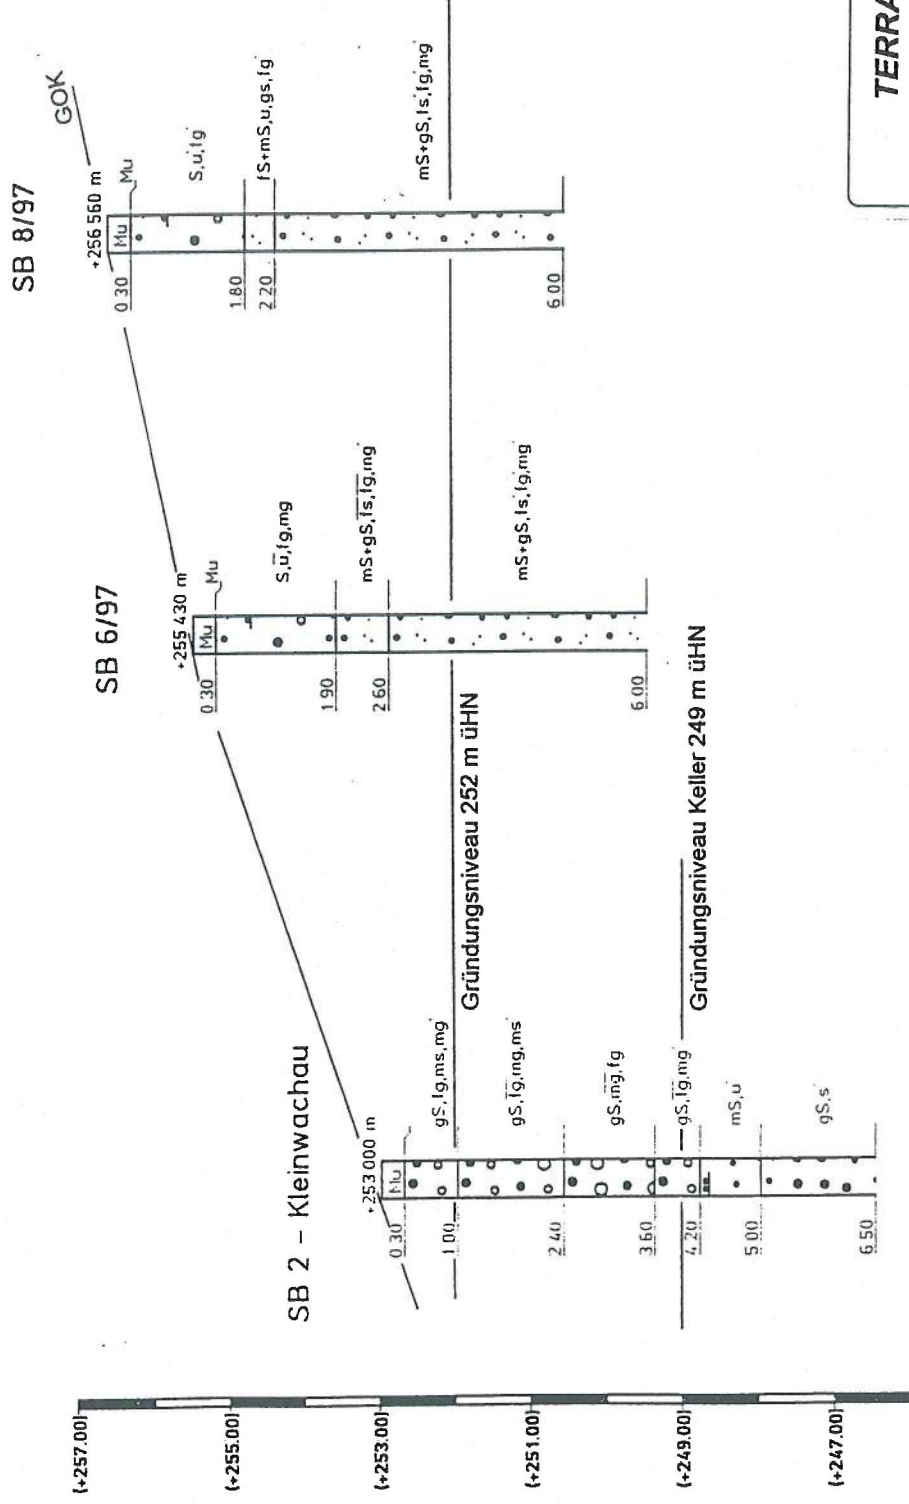 SB 2 – Kleinwachau
+253 000 m
Mu
0 30
gS,fg,ms,mg
1 00
gS,f̅g̅,mg,ms
2 40
gS,m̅g̅,fg
3 60
gS,f̅g̅,mg
4 20
mS,u
5 00
gS,s
6 50
SB 6/97
+255 430 m
Mu
Mu
0 30
S,u̅,fg,mg
1 90
mS+gS,f̅s̅,f̅g̅,mg
2 60
mS+gS,fs,fg,mg
6 00
SB 8/97
GOK
+256 560 m
Mu
Mu
0 30
S,u,fg
1.80
fS+mS,u,gs,fg
2 20
mS+gS,fs,fg,mg
6 00
Gründungsniveau 252 m üHN
Gründungsniveau Keller 249 m üHN
(+257.00)
(+255.00)
(+253.00)
(+251.00)
(+249.00)
(+247.00)
TERRA